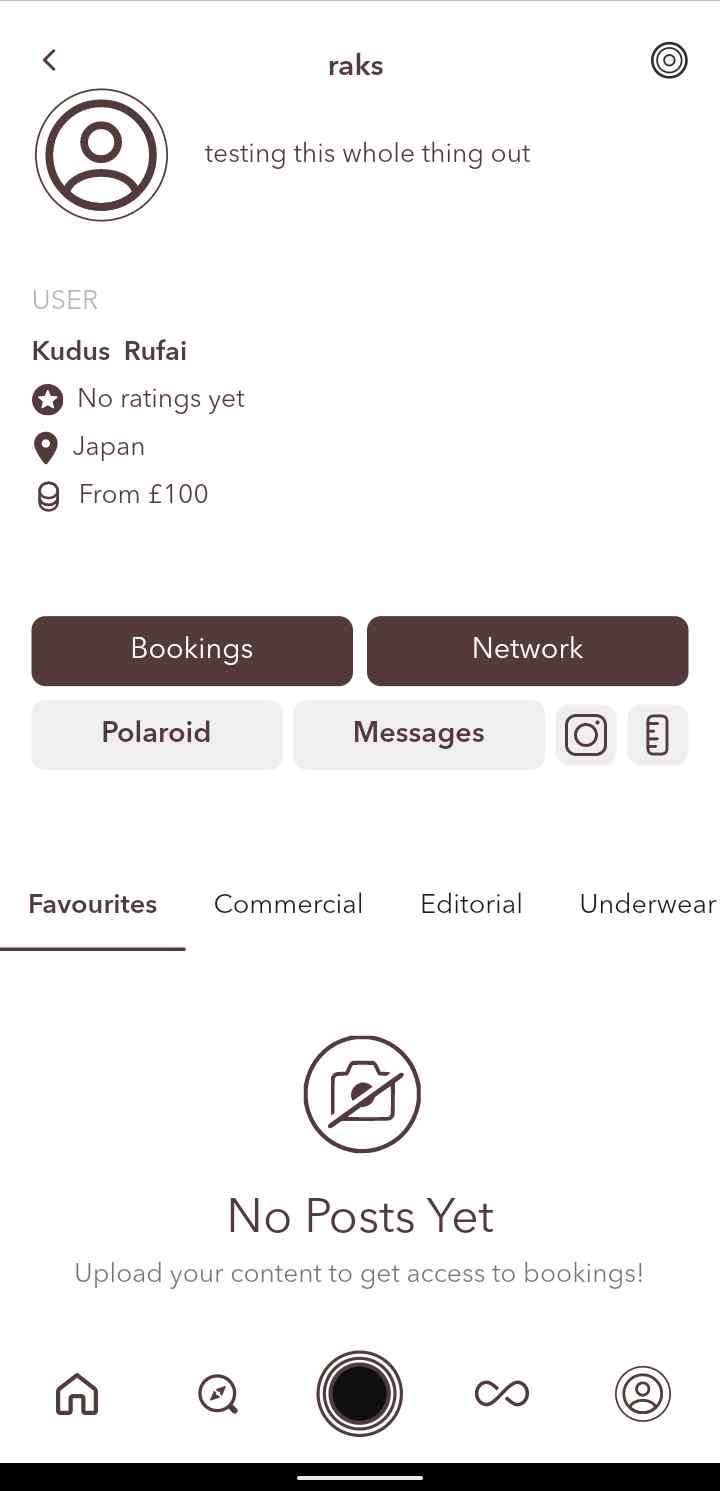 raks
testing this whole thing out
USER
Kudus Rufai
No ratings yet
Japan
From £100
Bookings Network
Polaroid Messages
Favourites Commercial Editorial Underwear
No Posts Yet
Upload your content to get access to bookings!